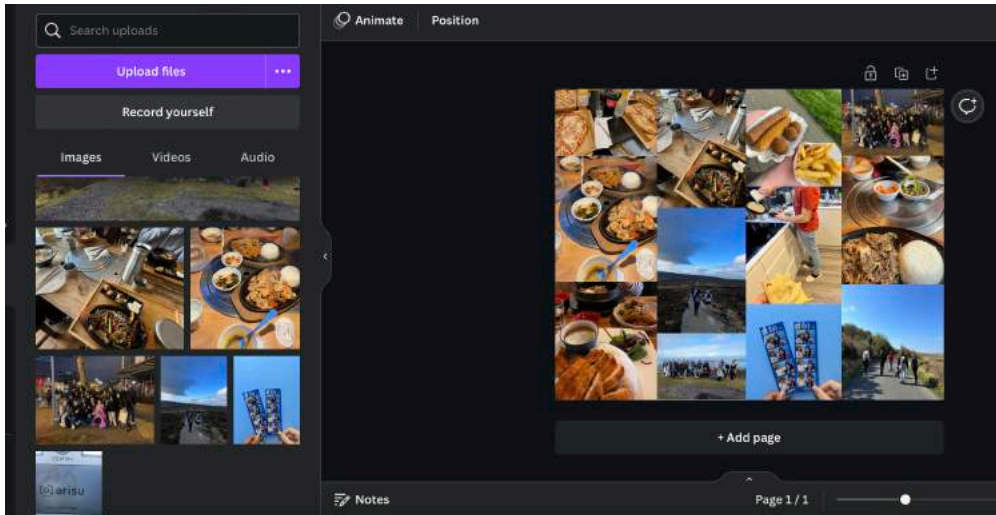 Search uploads
Upload files
Record yourself
Images Videos Audio
arisu
Animate Position
+ Add page
Notes
Page 1 / 1